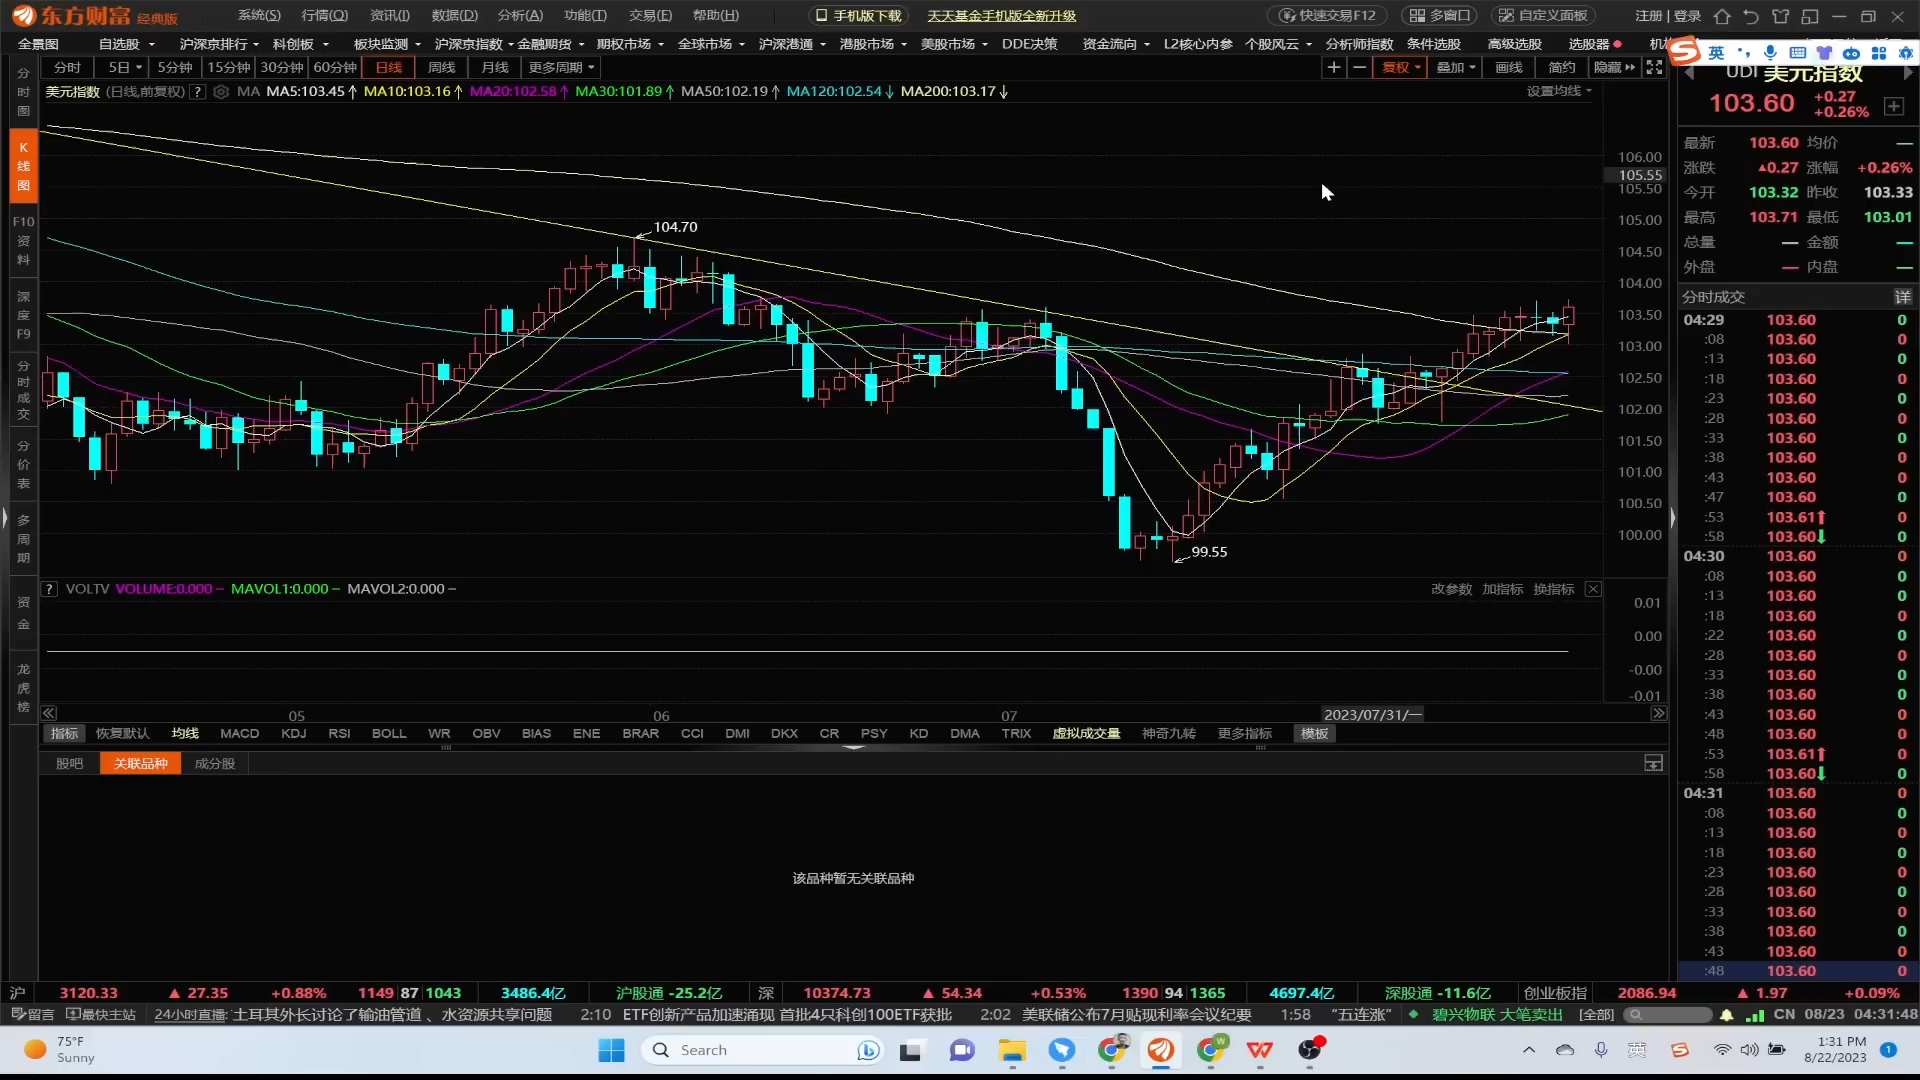 东方财富 经典版 系统(S) 行情(Q) 资讯(I) 数据(D) 分析(A) 功能(T) 交易(E) 帮助(H) 手机版下载 天天基金手机版全新升级 快速交易F12 多窗口 自定义面板 注册 | 登录
全景图 自选股 沪深京排行 科创板 板块监测 沪深京指数 金融期货 期权市场 全球市场 沪深港通 港股市场 美股市场 DDE决策 资金流向 L2核心内参 个股风云 分析师指数 条件选股 高级选股 选股器 英
分时 5日 5分钟 15分钟 30分钟 60分钟 日线 周线 月线 更多周期 + − 复权 叠加 画线 简约 隐藏
美元指数 (日线,前复权) ? MA MA5:103.45↑ MA10:103.16↑ MA20:102.58↑ MA30:101.89↑ MA50:102.19↑ MA120:102.54↓ MA200:103.17↓ 设置均线
分时图
K线图
F10资料
深度F9
分时成交
分价表
多周期
资金
龙虎榜
106.00
105.55
105.50
105.00
104.50
104.00
103.50
103.00
102.50
102.00
101.50
101.00
100.50
100.00
104.70
99.55
? VOLTV VOLUME:0.000 − MAVOL1:0.000 − MAVOL2:0.000 − 改参数 加指标 换指标
0.01
0.00
-0.00
-0.01
05 06 07 2023/07/31/一
指标 恢复默认 均线 MACD KDJ RSI BOLL WR OBV BIAS ENE BRAR CCI DMI DKX CR PSY KD DMA TRIX 虚拟成交量 神奇九转 更多指标 模板
股吧 关联品种 成分股
该品种暂无关联品种
UDI 美元指数
103.60 +0.27
+0.26%
最新 103.60 均价 —
涨跌 ▲0.27 涨幅 +0.26%
今开 103.32 昨收 103.33
最高 103.71 最低 103.01
总量 — 金额 —
外盘 — 内盘 —
分时成交 详
04:29 103.60 0
:08 103.60 0
:13 103.60 0
:18 103.60 0
:23 103.60 0
:28 103.60 0
:33 103.60 0
:38 103.60 0
:43 103.60 0
:47 103.60 0
:53 103.61↑ 0
:58 103.60↓ 0
04:30 103.60 0
:08 103.60 0
:13 103.60 0
:18 103.60 0
:22 103.60 0
:28 103.60 0
:33 103.60 0
:38 103.60 0
:43 103.60 0
:48 103.60 0
:53 103.61↑ 0
:58 103.60↓ 0
04:31 103.60 0
:08 103.60 0
:13 103.60 0
:18 103.60 0
:23 103.60 0
:28 103.60 0
:33 103.60 0
:38 103.60 0
:43 103.60 0
:48 103.60 0
沪 3120.33 ▲ 27.35 +0.88% 1149 87 1043 3486.4亿 沪股通 -25.2亿 深 10374.73 ▲ 54.34 +0.53% 1390 94 1365 4697.4亿 深股通 -11.6亿 创业板指 2086.94 ▲ 1.97 +0.09%
留言 最快主站 24小时直播: 土耳其外长讨论了输油管道、水资源共享问题 2:10 ETF创新产品加速涌现 首批4只科创100ETF获批 2:02 美联储公布7月贴现利率会议纪要 1:58 “五连涨” 碧兴物联 大笔卖出 [全部] CN 08/23 04:31:48
75°F
Sunny
Search
英
1:31 PM
8/22/2023
1